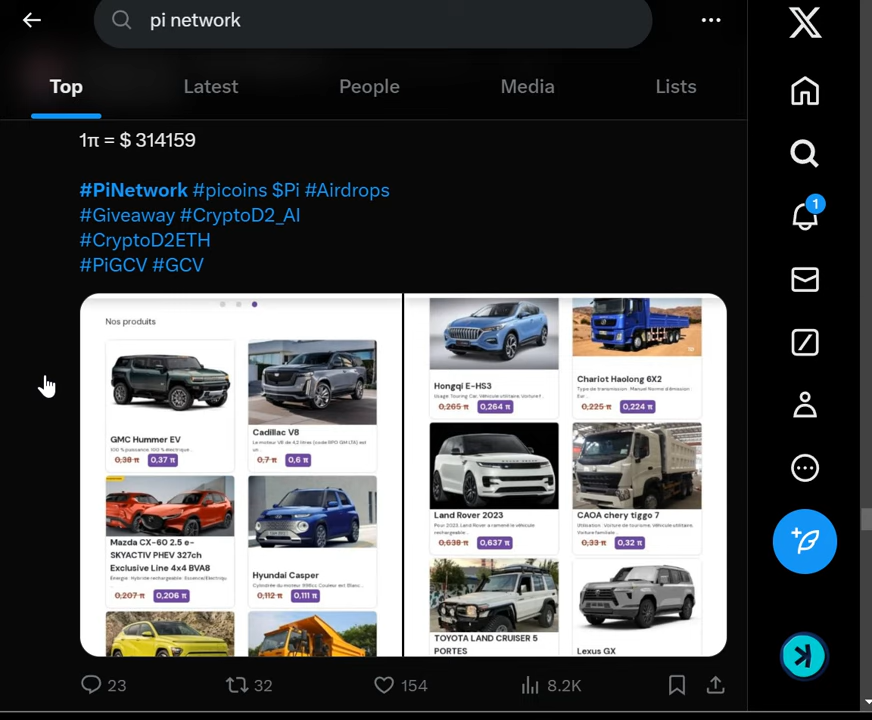 pi network
Top
Latest
People
Media
Lists
1π = $ 314159
#PiNetwork #picoins $Pi #Airdrops
#Giveaway #CryptoD2_AI
#CryptoD2ETH
#PiGCV #GCV
Nos produits
GMC Hummer EV
0,38 π 0,37 π
Cadillac V8
0,7 π 0,6 π
Mazda CX-60 2.5 e-
SKYACTIV PHEV 327ch
Exclusive Line 4x4 BVA8
0,207 π 0,206 π
Hyundai Casper
0,112 π 0,111 π
Hongqi E-HS3
0,265 π 0,264 π
Chariot Haolong 6X2
0,225 π 0,224 π
Land Rover 2023
0,638 π 0,637 π
CAOA chery tiggo 7
0,33 π 0,32 π
TOYOTA LAND CRUISER 5
PORTES
Lexus GX
23
32
154
8.2K
1